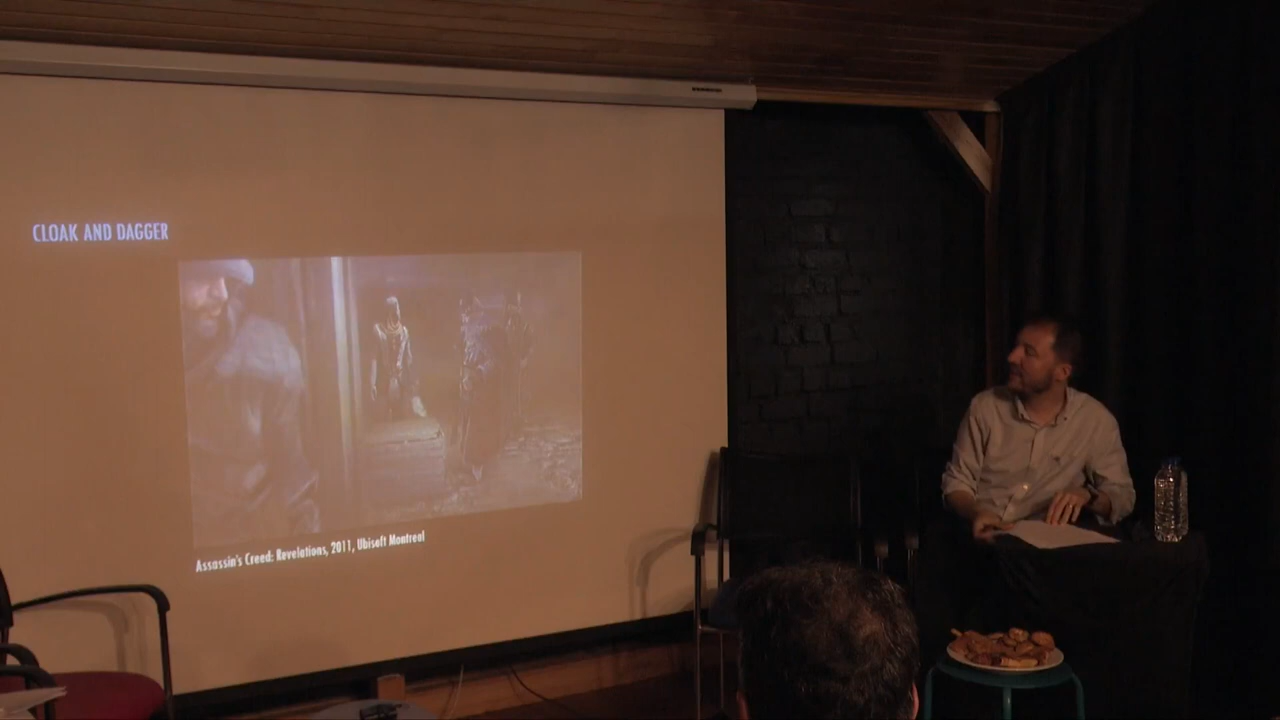 CLOAK AND DAGGER
Assassin's Creed: Revelations, 2011, Ubisoft Montreal